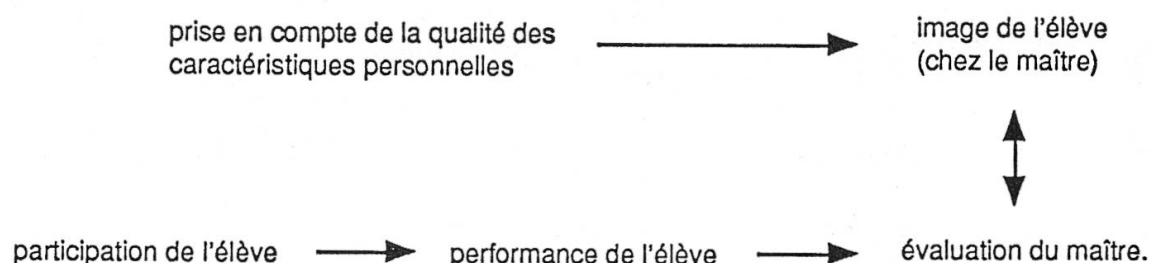 prise en compte de la qualité des
caractéristiques personnelles
image de l'élève
(chez le maître)
participation de l'élève
performance de l'élève
évaluation du maître.